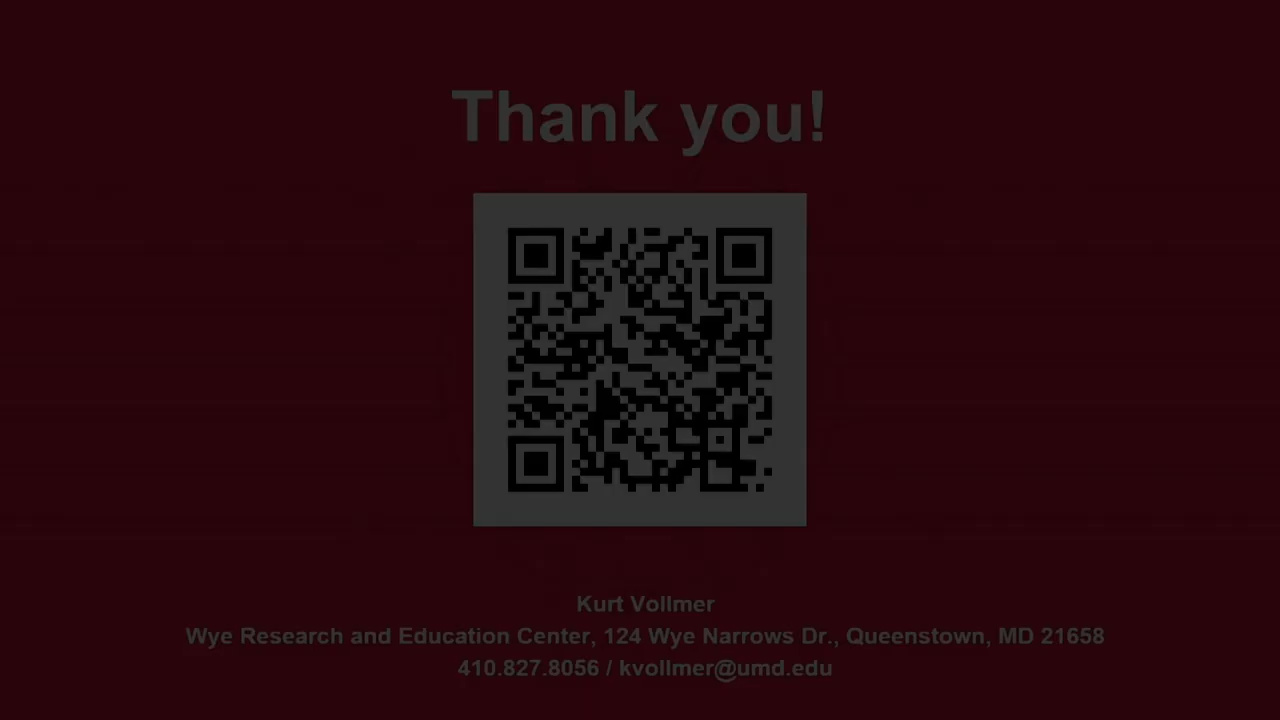 Thank you!
Kurt Vollmer
Wye Research and Education Center, 124 Wye Narrows Dr., Queenstown, MD 21658
410.827.8056 / kvollmer@umd.edu